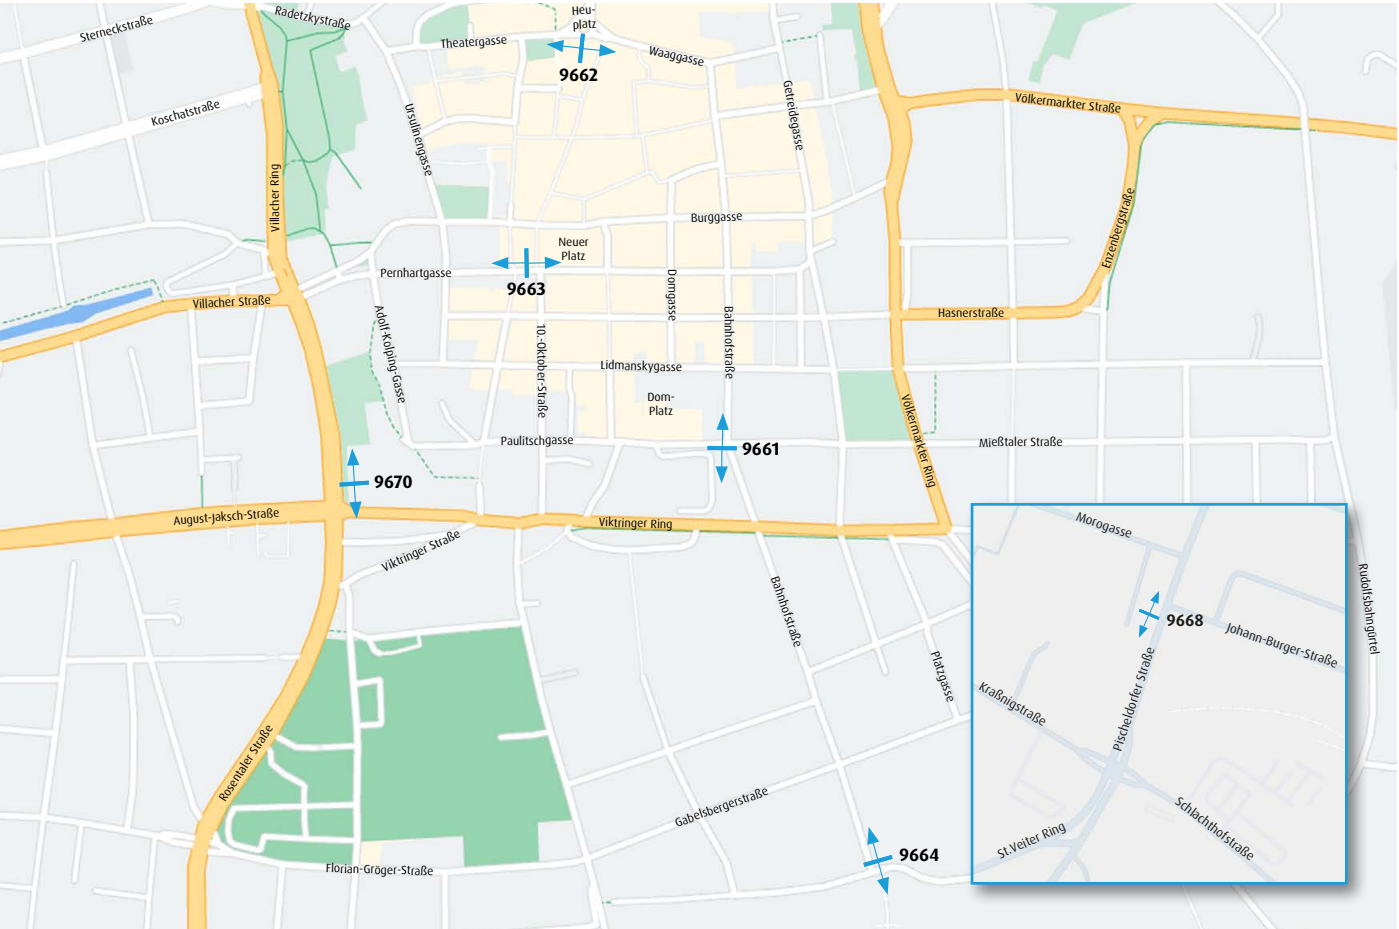 Sterneckstraße
Radetzkystraße
Heu-
platz
Theatergasse
Waaggasse
9662
Koschatstraße
Ursulinengasse
Getreidegasse
Völkermarkter Straße
Villacher Ring
Burggasse
Enzenbergstraße
Neuer
Platz
Pernhartgasse
9663
Villacher Straße
Domgasse
Hasnerstraße
Adolf-Kolping-Gasse
10.-Oktober-Straße
Bahnhofstraße
Lidmanskygasse
Dom-
Platz
Völkermarkter Ring
Paulitschgasse
9661
Mießtaler Straße
9670
August-Jaksch-Straße
Viktringer Ring
Viktringer Straße
Morogasse
Rudolfsbahngürtel
Bahnhofstraße
9668
Johann-Burger-Straße
Platzgasse
Kraßnigstraße
Pischeldorfer Straße
Rosentaler Straße
Gabelsbergerstraße
Schlachthofstraße
St.Veiter Ring
9664
Florian-Gröger-Straße